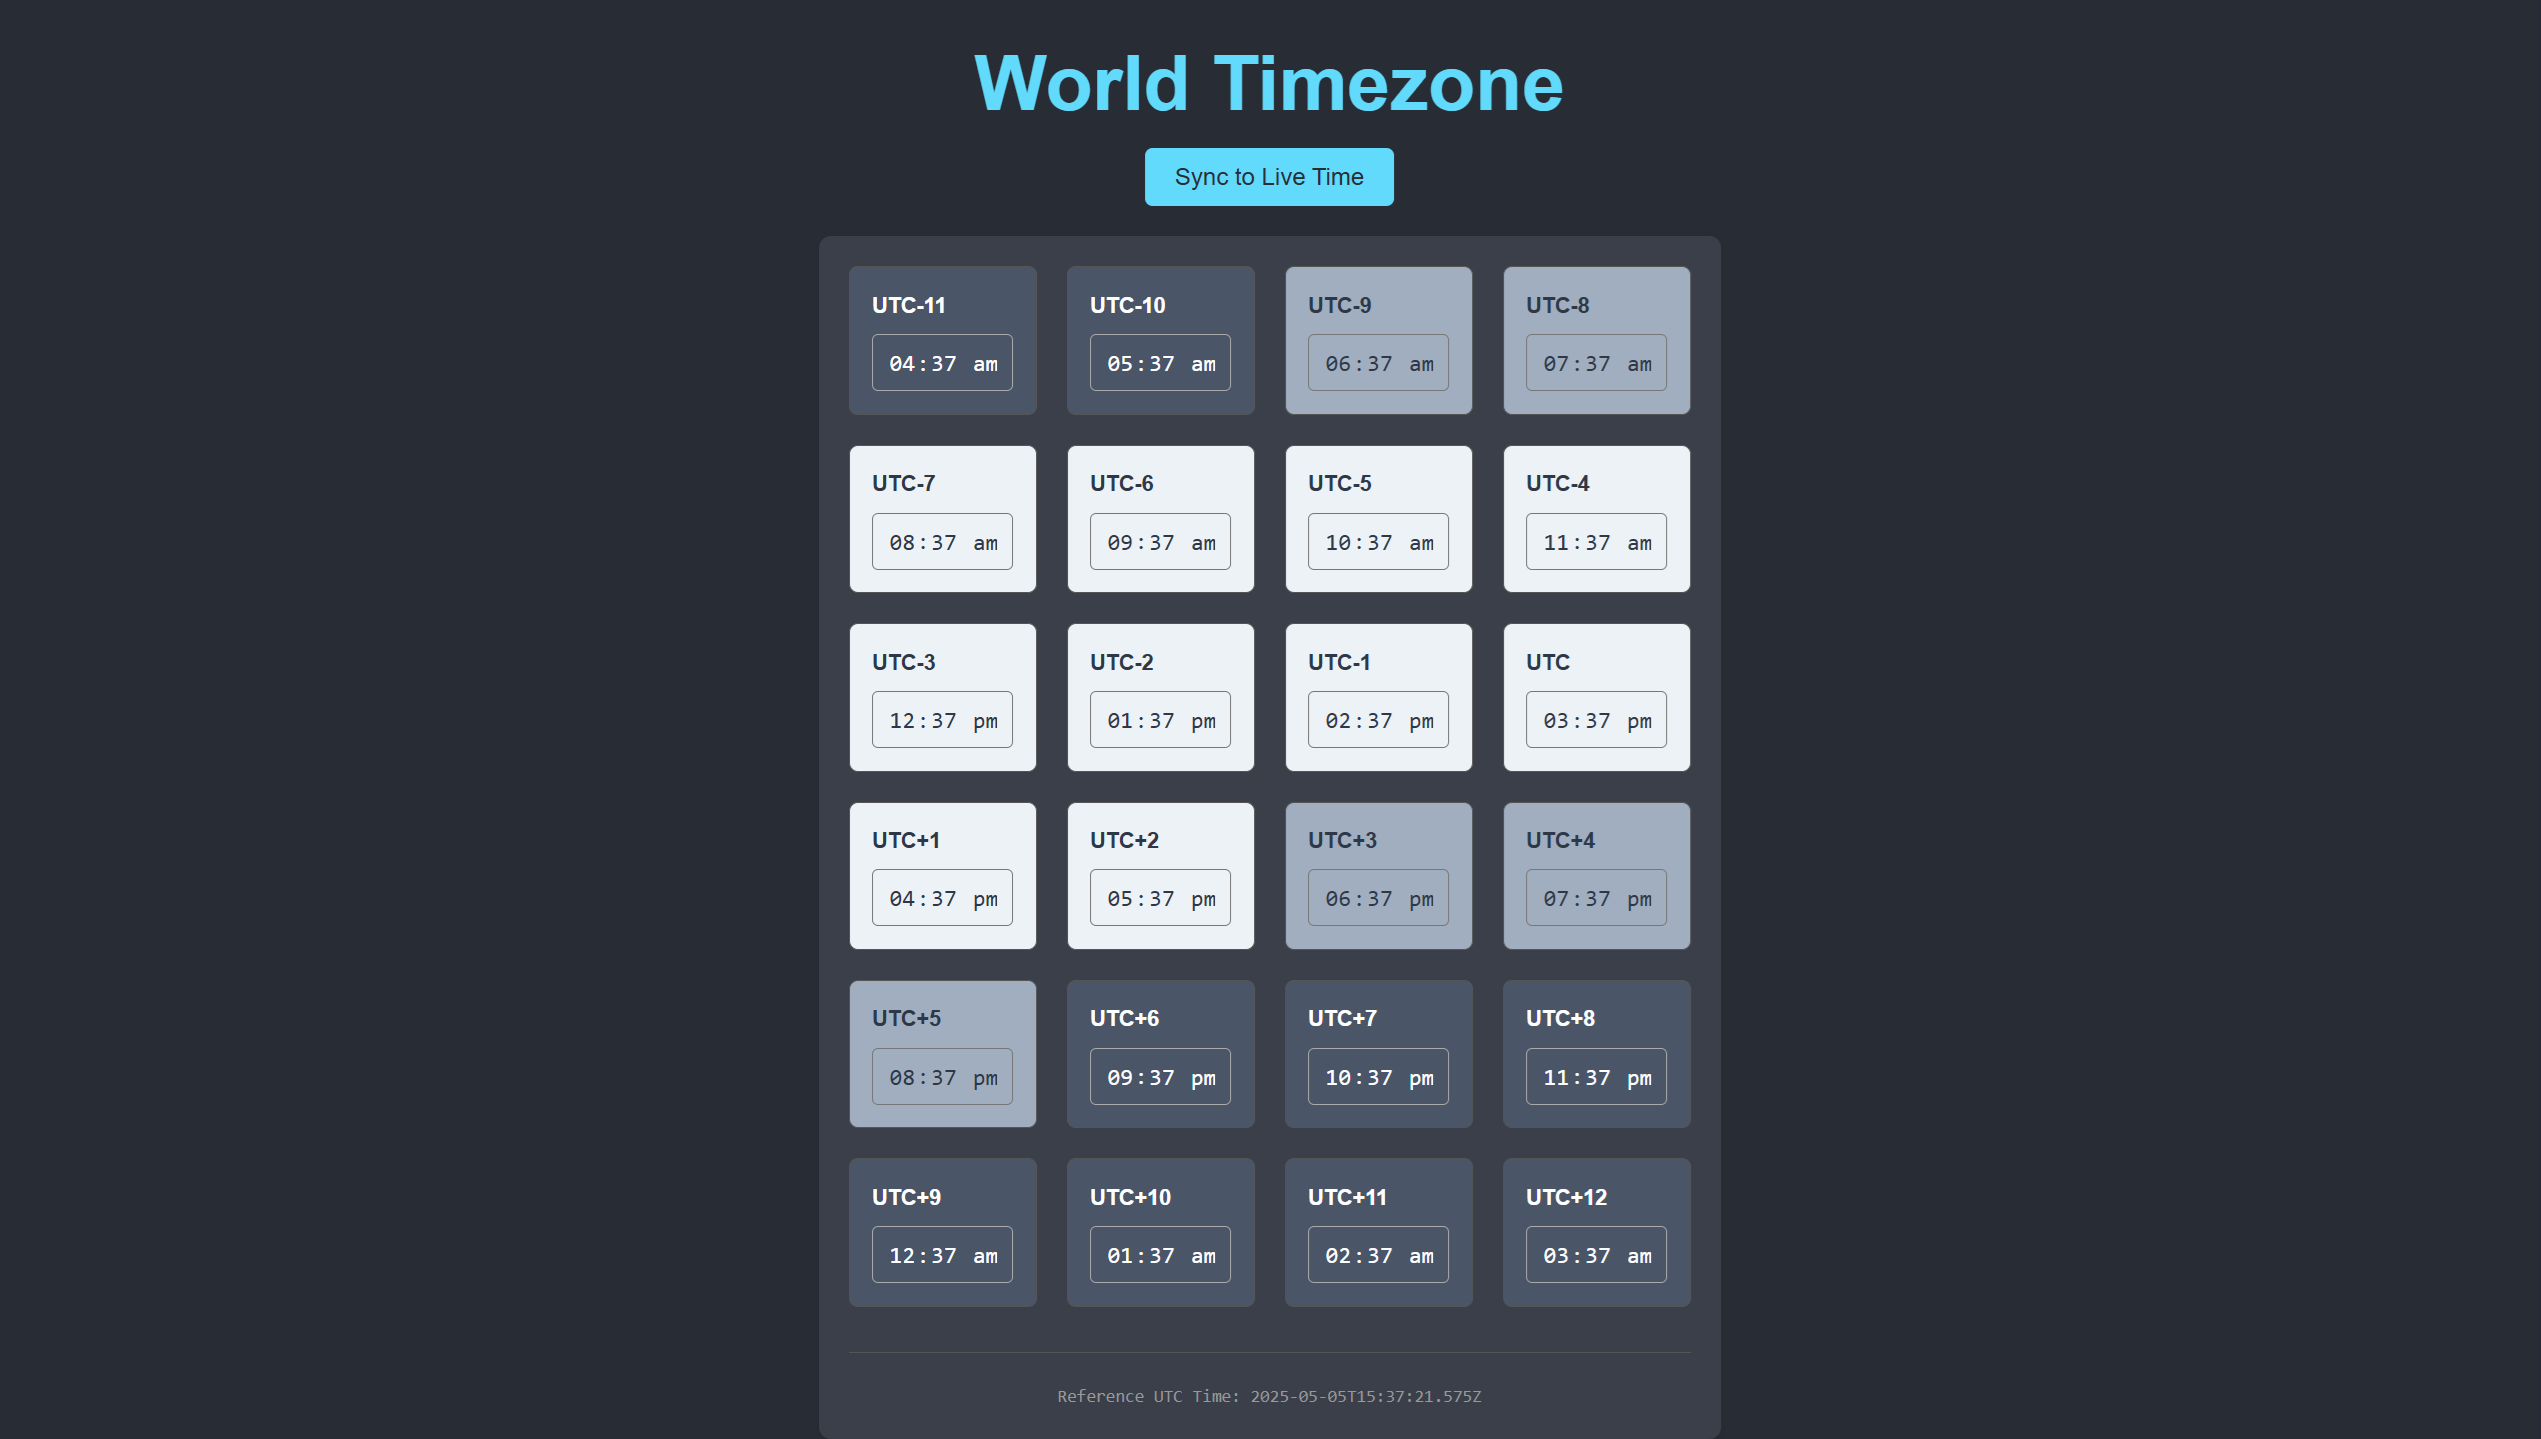 World Timezone
Sync to Live Time
UTC-11 UTC-10 UTC-9 UTC-8
04:37 am 05:37 am 06:37 am 07:37 am
UTC-7 UTC-6 UTC-5 UTC-4
08:37 am 09:37 am 10:37 am 11:37 am
UTC-3 UTC-2 UTC-1 UTC
12:37 pm 01:37 pm 02:37 pm 03:37 pm
UTC+1 UTC+2 UTC+3 UTC+4
04:37 pm 05:37 pm 06:37 pm 07:37 pm
UTC+5 UTC+6 UTC+7 UTC+8
08:37 pm 09:37 pm 10:37 pm 11:37 pm
UTC+9 UTC+10 UTC+11 UTC+12
12:37 am 01:37 am 02:37 am 03:37 am
Reference UTC Time: 2025-05-05T15:37:21.575Z